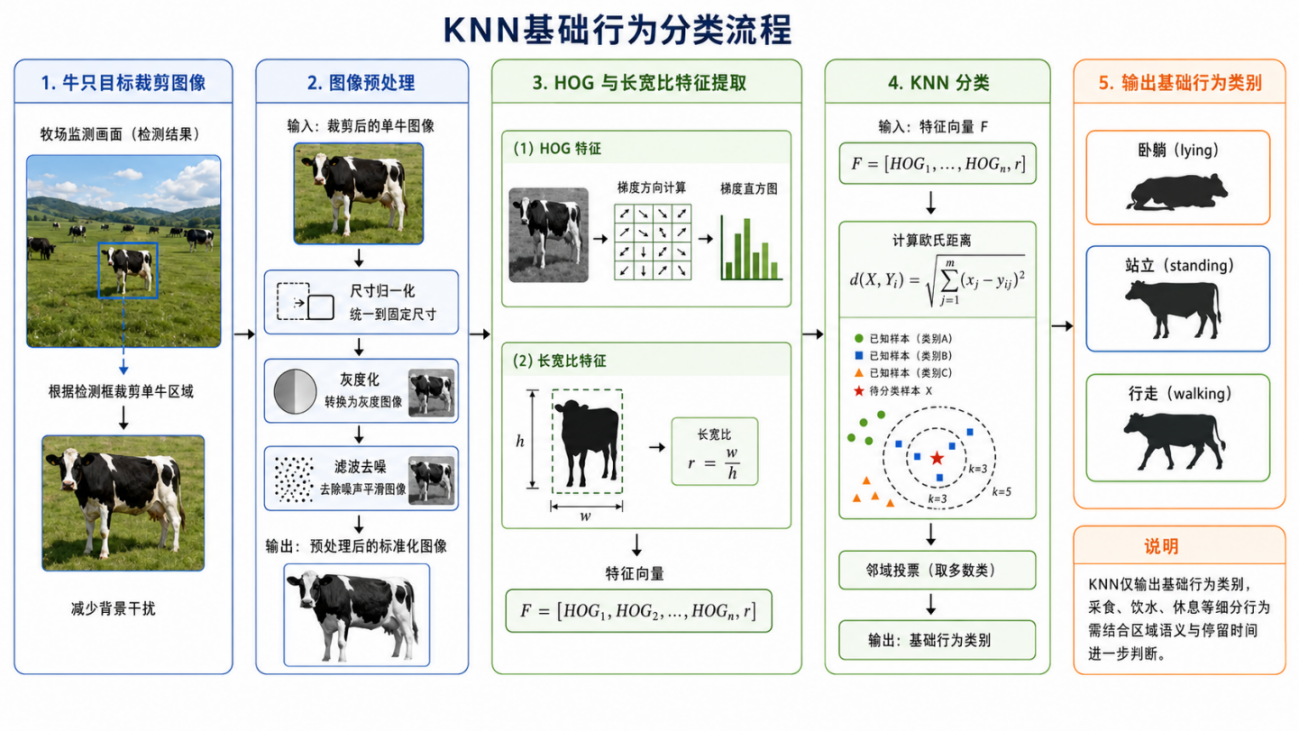 KNN基础行为分类流程
1. 牛只目标裁剪图像
牧场监测画面（检测结果）
根据检测框裁剪单牛区域
减少背景干扰
2. 图像预处理
输入：裁剪后的单牛图像
尺寸归一化
统一到固定尺寸
灰度化
转换为灰度图像
滤波去噪
去除噪声平滑图像
输出：预处理后的标准化图像
3. HOG 与长宽比特征提取
(1) HOG 特征
梯度方向计算
梯度直方图
(2) 长宽比特征
h
w
长宽比
r = w/h
特征向量
F = [HOG₁, HOG₂, ..., HOGₙ, r]
4. KNN 分类
输入：特征向量 F
F = [HOG₁, ..., HOGₙ, r]
计算欧氏距离
d(X, Yᵢ) = √∑ⱼ₌₁ᵐ(xⱼ − yᵢⱼ)²
已知样本（类别A）
已知样本（类别B）
已知样本（类别C）
待分类样本 X
k=3
k=3
k=5
邻域投票（取多数类）
输出：基础行为类别
5. 输出基础行为类别
卧躺（lying）
站立（standing）
行走（walking）
说明
KNN仅输出基础行为类别，
采食、饮水、休息等细分行为
需结合区域语义与停留时间
进一步判断。